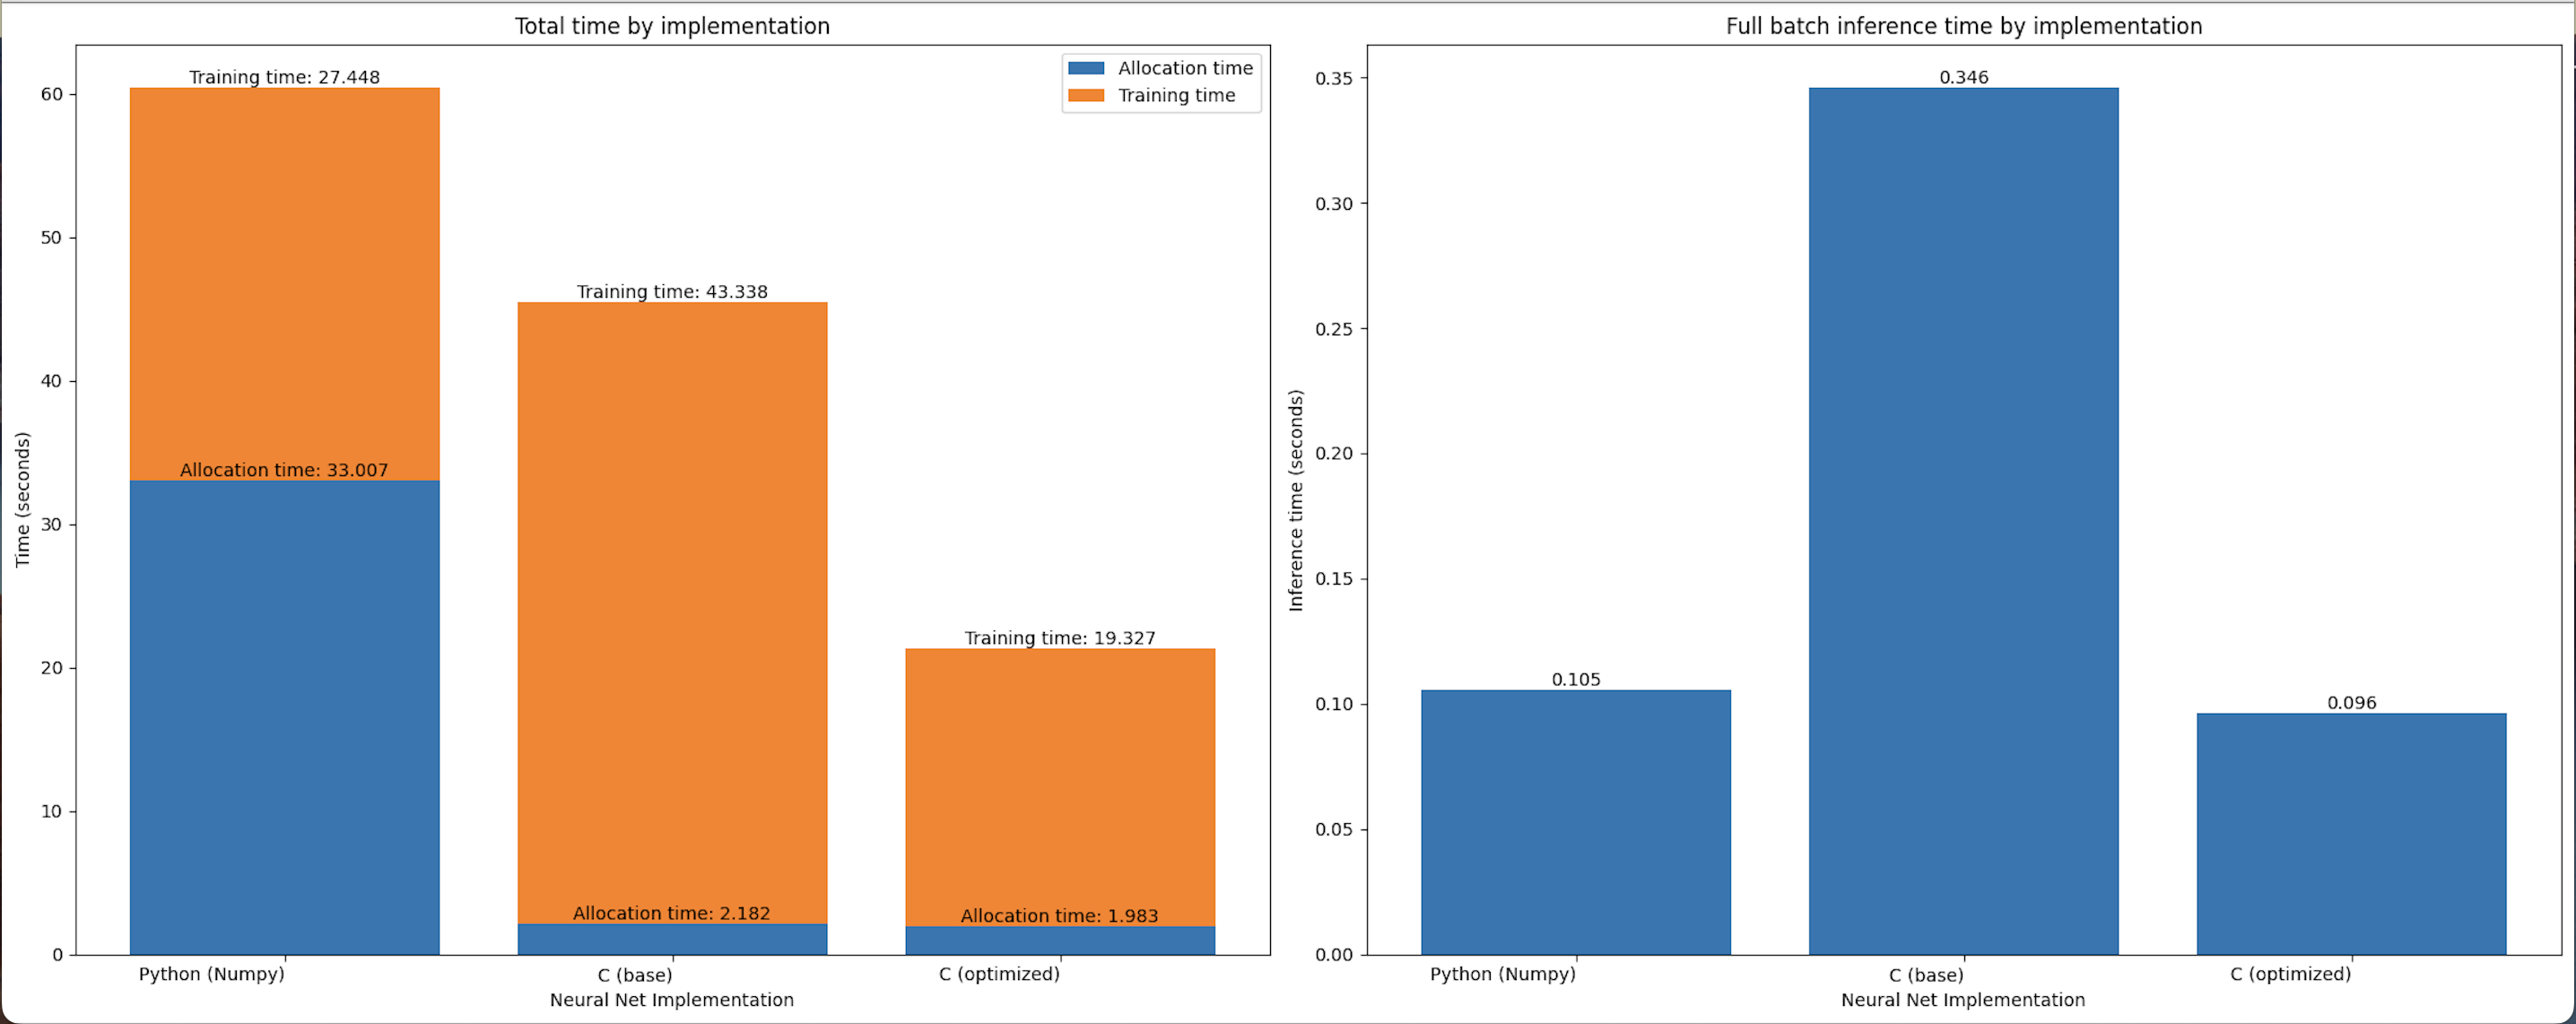 Total time by implementation
Training time: 27.448
Allocation time
Training time
60
50
Training time: 43.338
40
Allocation time: 33.007
Time (seconds)
30
Training time: 19.327
20
10
Allocation time: 2.182
Allocation time: 1.983
0
Python (Numpy)
C (base)
C (optimized)
Neural Net Implementation
Full batch inference time by implementation
0.346
0.35
0.30
0.25
Inference time (seconds)
0.20
0.15
0.105
0.096
0.10
0.05
0.00
Python (Numpy)
C (base)
C (optimized)
Neural Net Implementation